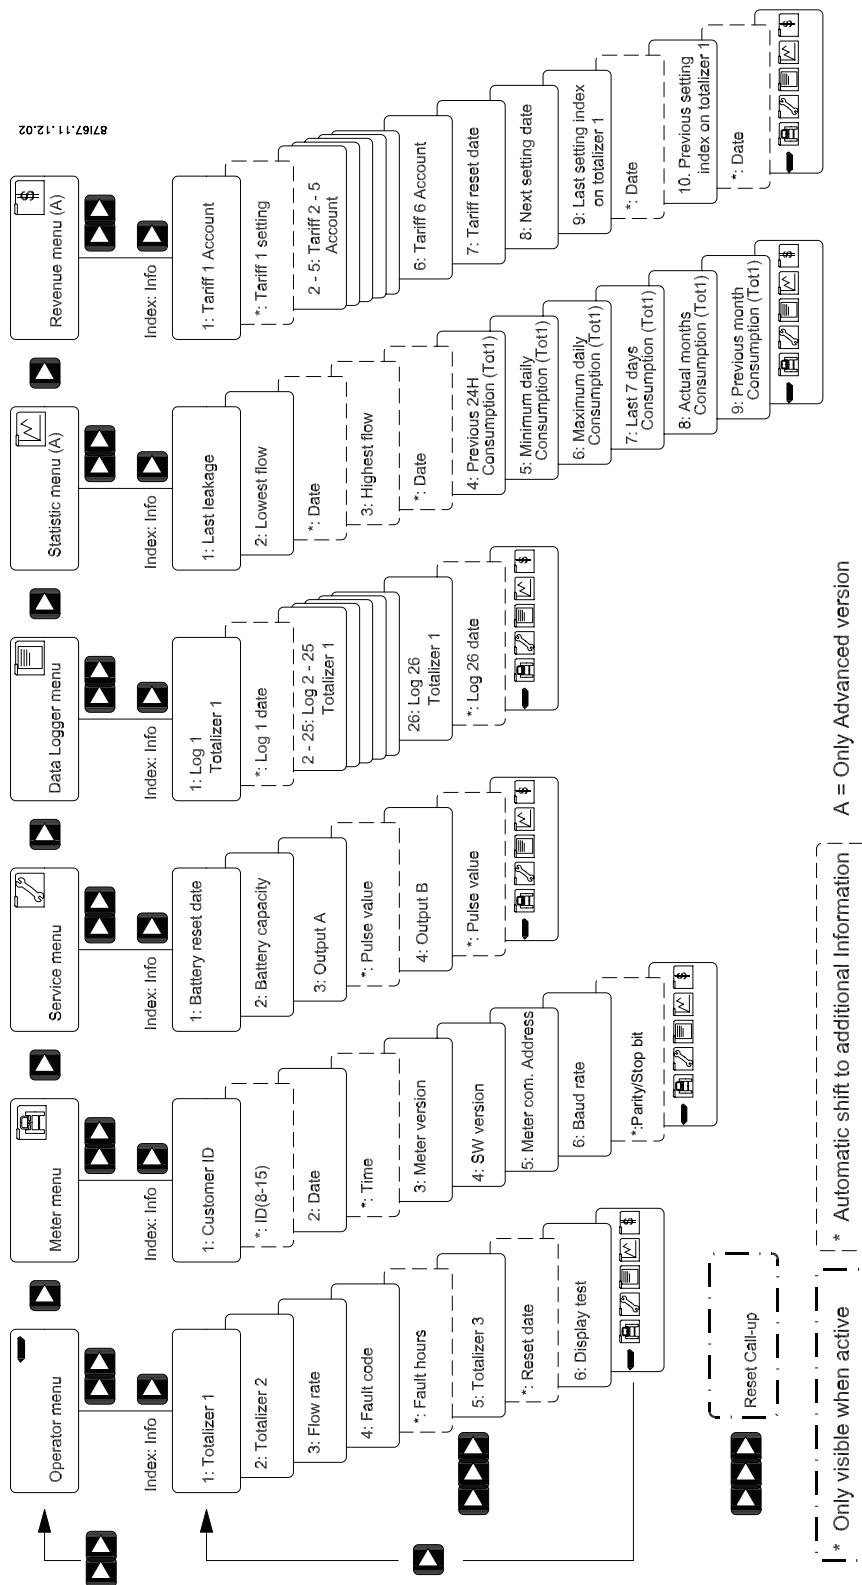 87167.11.12.02
Operator menu
Index: Info
1: Totalizer 1
2: Totalizer 2
3: Flow rate
4: Fault code
*: Fault hours
5: Totalizer 3
*: Reset date
6: Display test
Reset Call-up
Meter menu
Index: Info
1: Customer ID
*: ID(8-15)
2: Date
*: Time
3: Meter version
4: SW version
5: Meter com. Address
6: Baud rate
*:Parity/Stop bit
Service menu
Index: Info
1: Battery reset date
2: Battery capacity
3: Output A
*: Pulse value
4: Output B
*: Pulse value
Data Logger menu
Index: Info
1: Log 1
Totalizer 1
*: Log 1 date
2 - 25: Log 2 - 25
Totalizer 1
26: Log 26
Totalizer 1
*: Log 26 date
Statistic menu (A)
Index: Info
1: Last leakage
2: Lowest flow
*: Date
3: Highest flow
*: Date
4: Previous 24H
Consumption (Tot1)
5: Minimum daily
Consumption (Tot1)
6: Maximum daily
Consumption (Tot1)
7: Last 7 days
Consumption (Tot1)
8: Actual months
Consumption (Tot1)
9: Previous month
Consumption (Tot1)
Revenue menu (A)
Index: Info
1: Tariff 1 Account
*: Tariff 1 setting
2 - 5: Tariff 2 - 5
Account
6: Tariff 6 Account
7: Tariff reset date
8: Next setting date
9: Last setting index
on totalizer 1
*: Date
10. Previous setting
index on totalizer 1
*: Date
* Only visible when active
* Automatic shift to additional Information
A = Only Advanced version